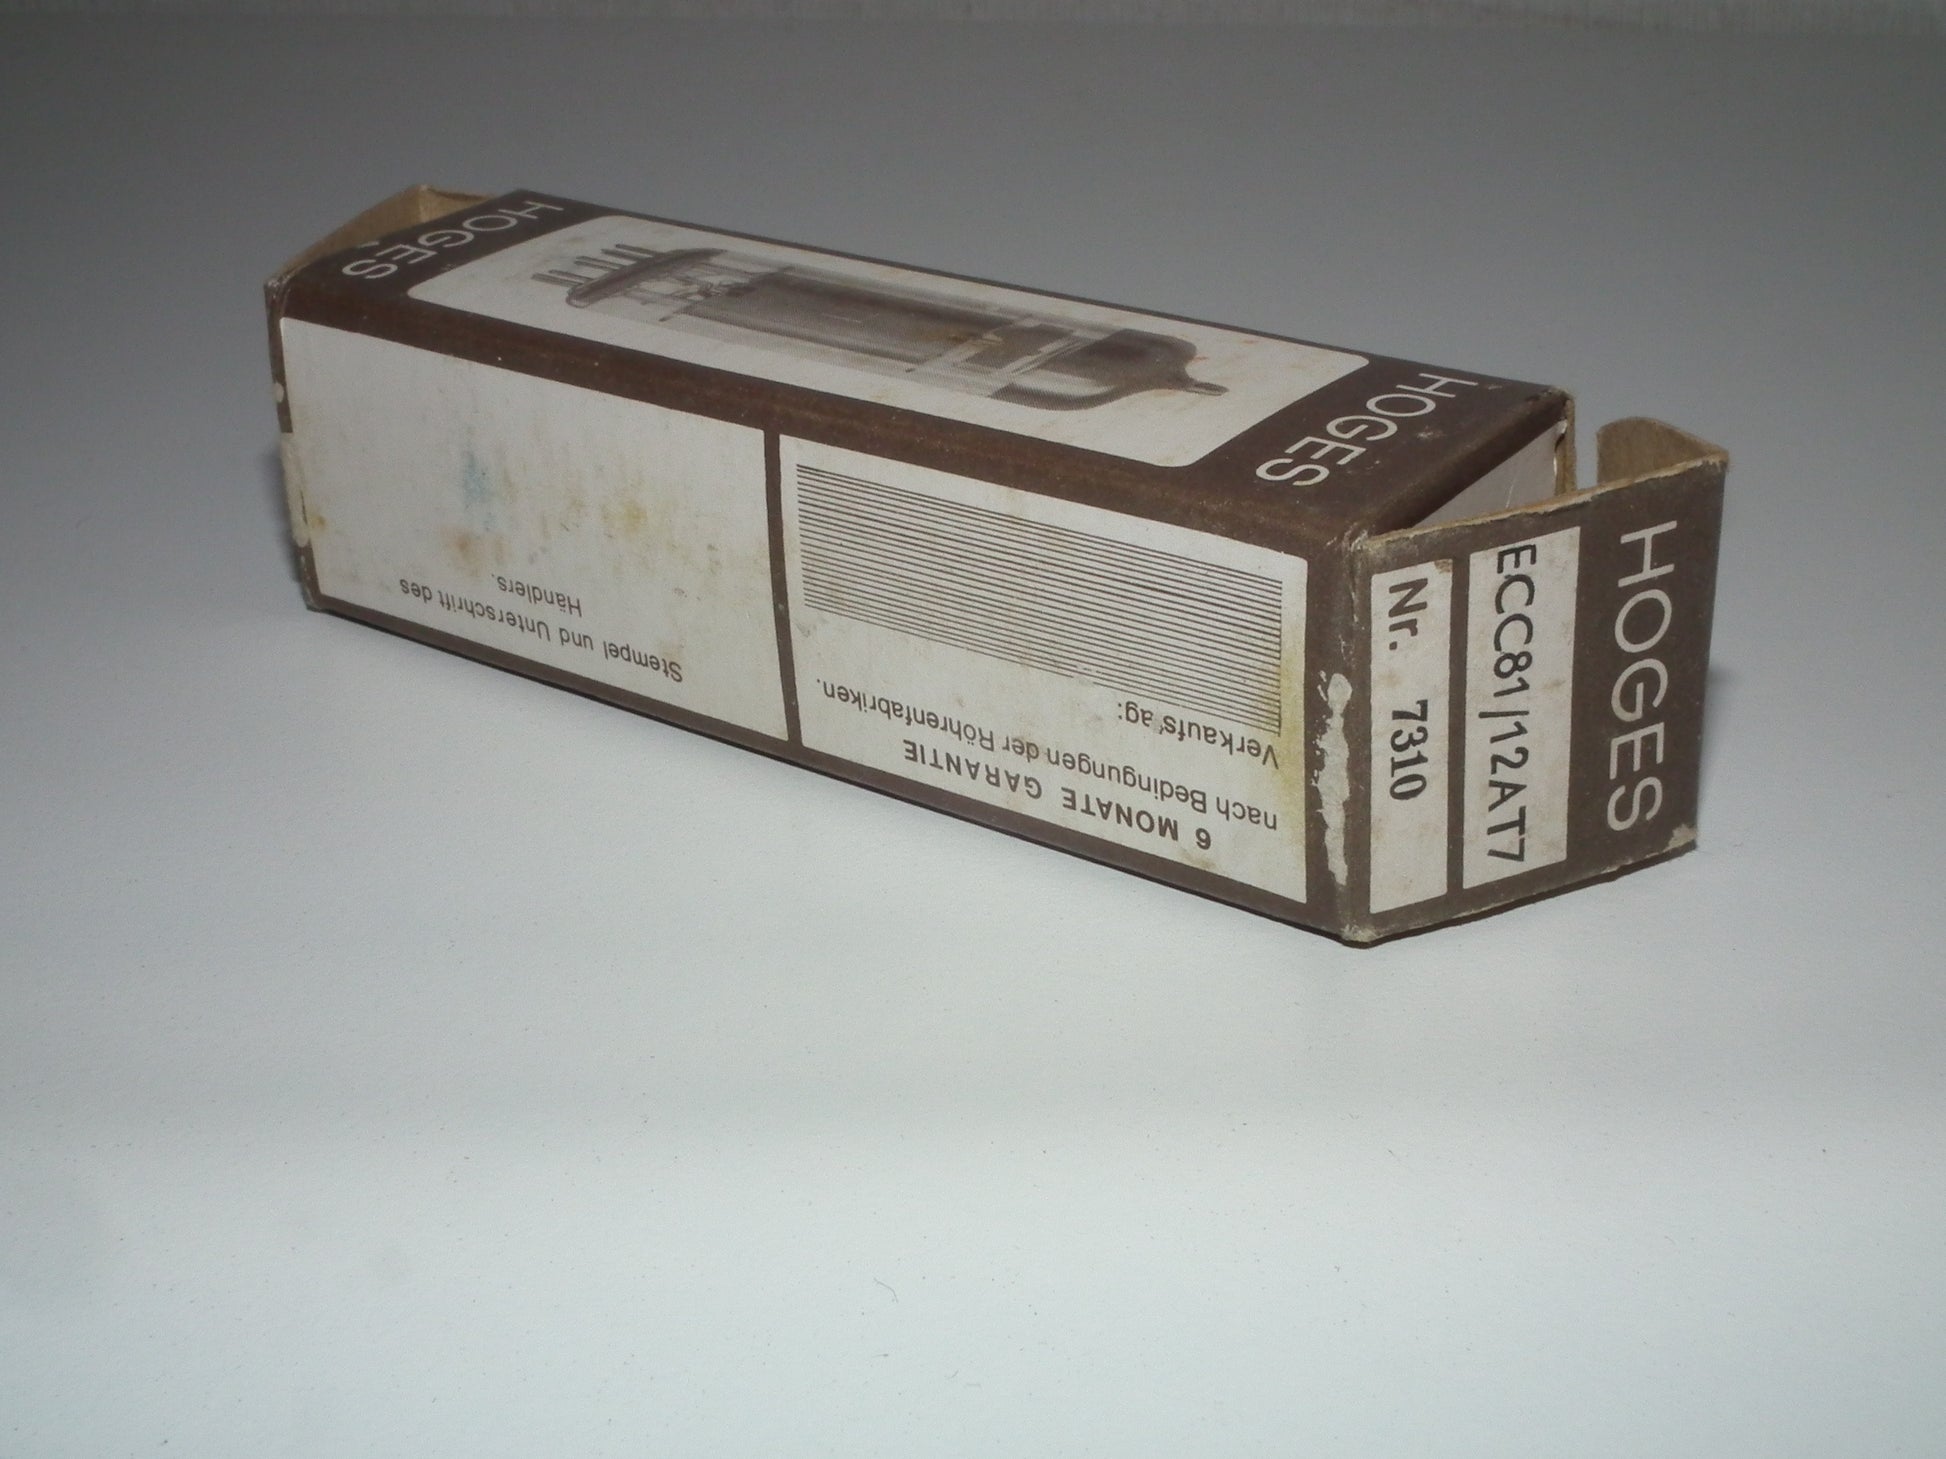 HOGES
HOGES
6 MONATE GARANTIE
nach Bedingungen der Röhrenfabriken.
Verkaufs'ag:
Stempel und Unterschrift des
Händlers.
HOGES
ECC81/12AT7
Nr. 7310